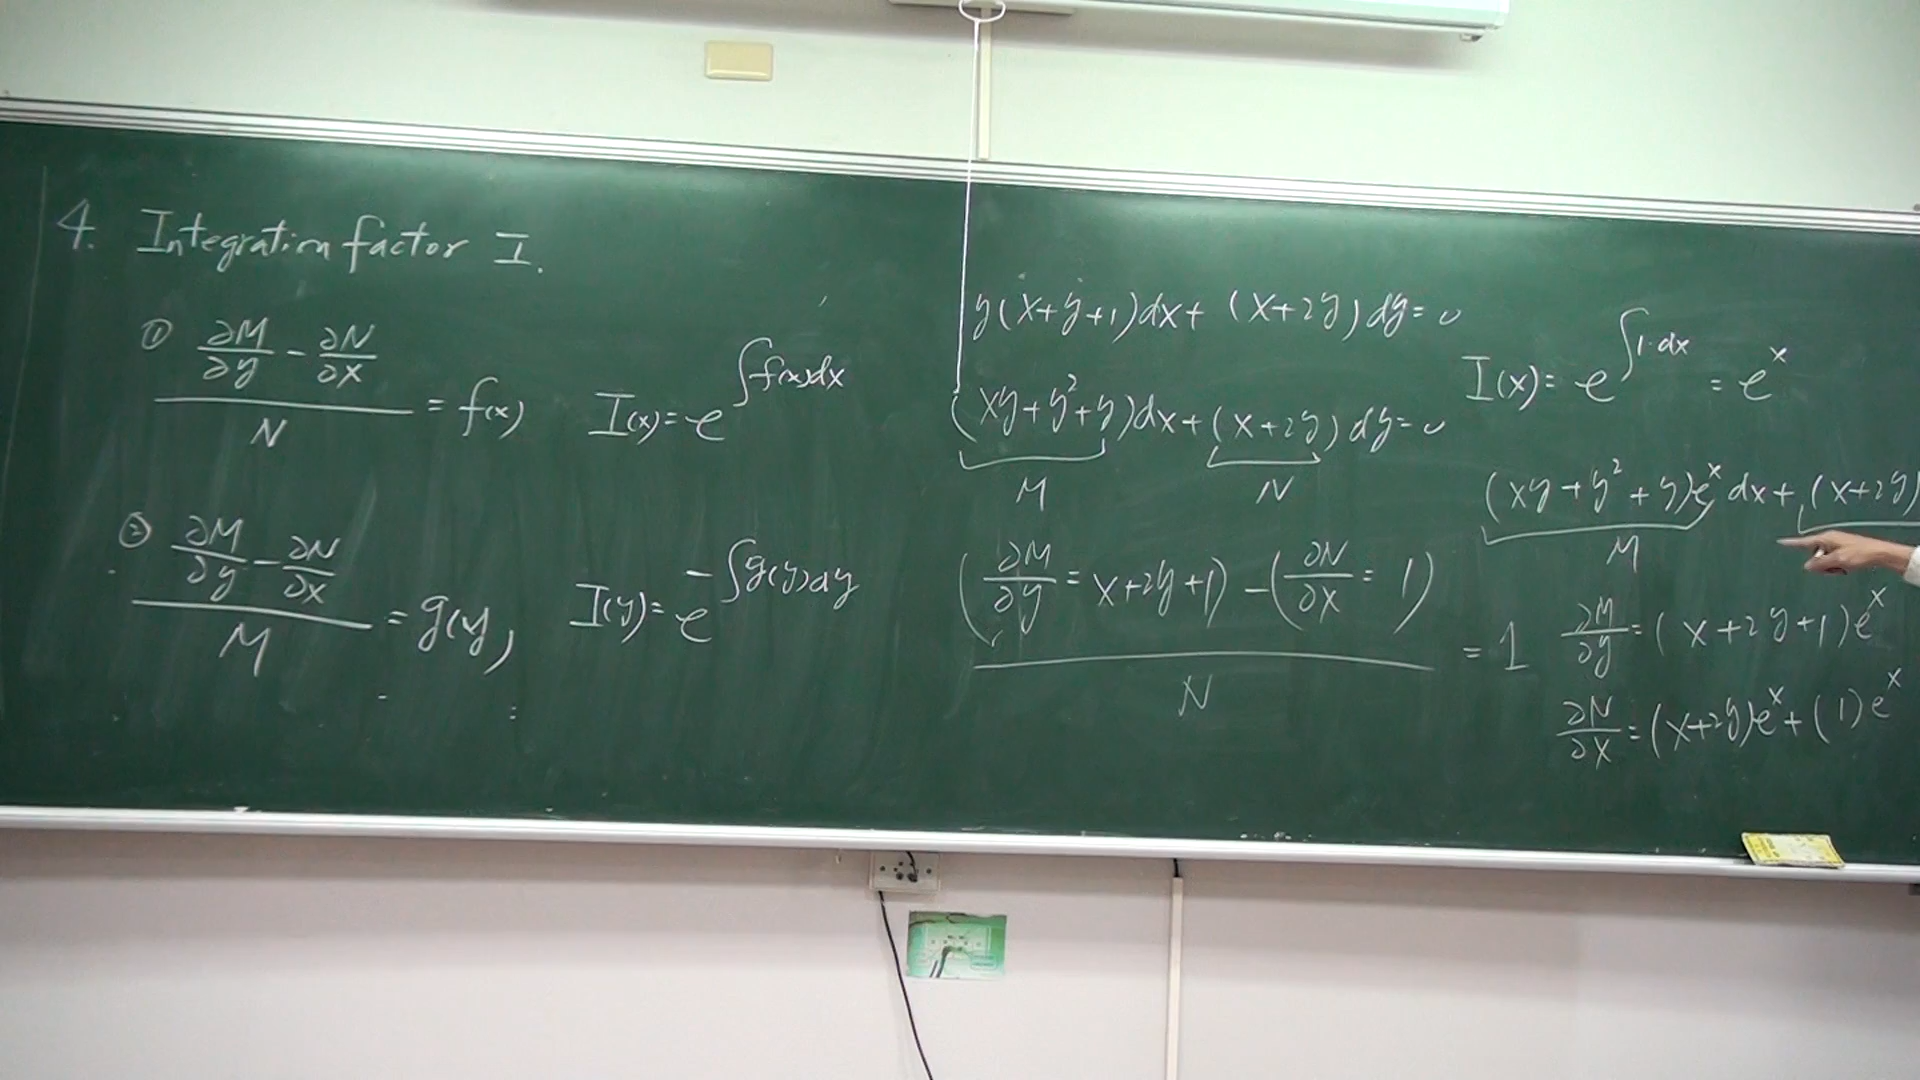 4. Integration factor I.
① (∂M/∂y - ∂N/∂x)/N = f(x)  I(x)= e^{∫f(x)dx}
② (∂M/∂y - ∂N/∂x)/M = g(y)  I(y)= e^{-∫g(y)dy}
y(x+y+1)dx + (x+2y)dy=0
(xy+y²+y)dx + (x+2y)dy=0
M N
((∂M/∂y = x+2y+1) - (∂N/∂x = 1))/N = 1
I(x)= e^{∫1·dx} = e^x
(xy+y²+y)e^x dx + (x+2y)
M
∂M/∂y = (x+2y+1)e^x
∂N/∂x = (x+2y)e^x + (1)e^x